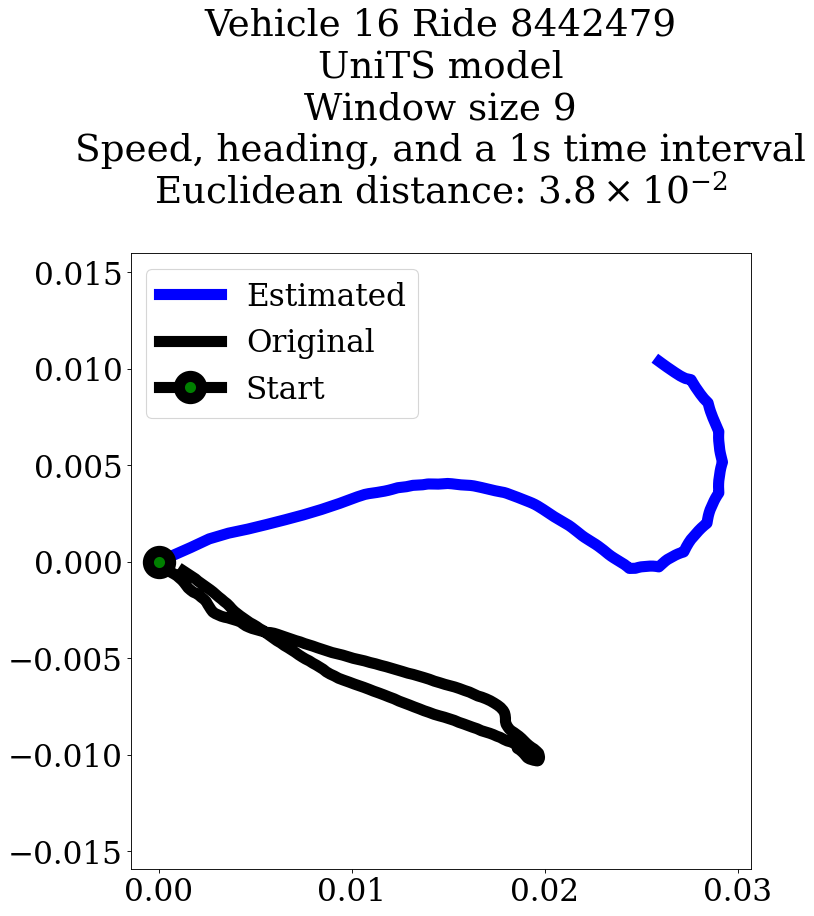 Vehicle 16 Ride 8442479
UniTS model
Window size 9
Speed, heading, and a 1s time interval
Euclidean distance: 3.8 × 10⁻²
0.015
0.010
0.005
0.000
−0.005
−0.010
−0.015
Estimated
Original
Start
0.00 0.01 0.02 0.03